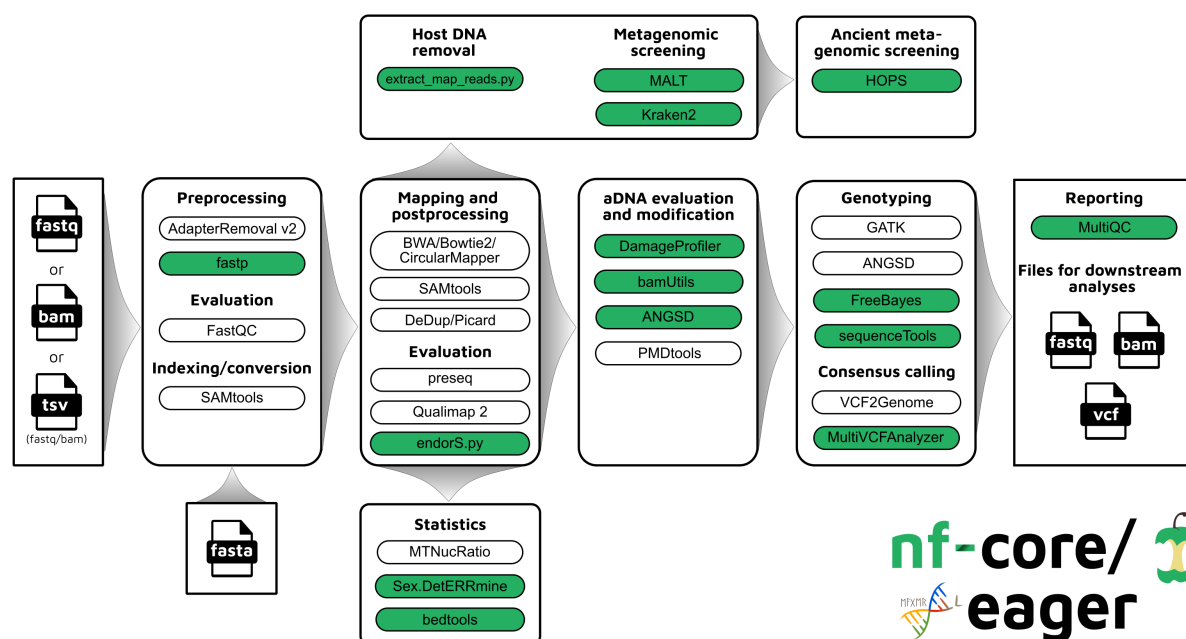 Host DNA
removal
extract_map_reads.py
Metagenomic
screening
MALT
Kraken2
Ancient meta-
genomic screening
HOPS
fastq
or
bam
or
tsv
(fastq/bam)
Preprocessing
AdapterRemoval v2
fastp
Evaluation
FastQC
Indexing/conversion
SAMtools
fasta
Mapping and
postprocessing
BWA/Bowtie2/
CircularMapper
SAMtools
DeDup/Picard
Evaluation
preseq
Qualimap 2
endorS.py
Statistics
MTNucRatio
Sex.DetERRmine
bedtools
aDNA evaluation
and modification
DamageProfiler
bamUtils
ANGSD
PMDtools
Genotyping
GATK
ANGSD
FreeBayes
sequenceTools
Consensus calling
VCF2Genome
MultiVCFAnalyzer
Reporting
MultiQC
Files for downstream
analyses
fastq
bam
vcf
nf-core/
eager